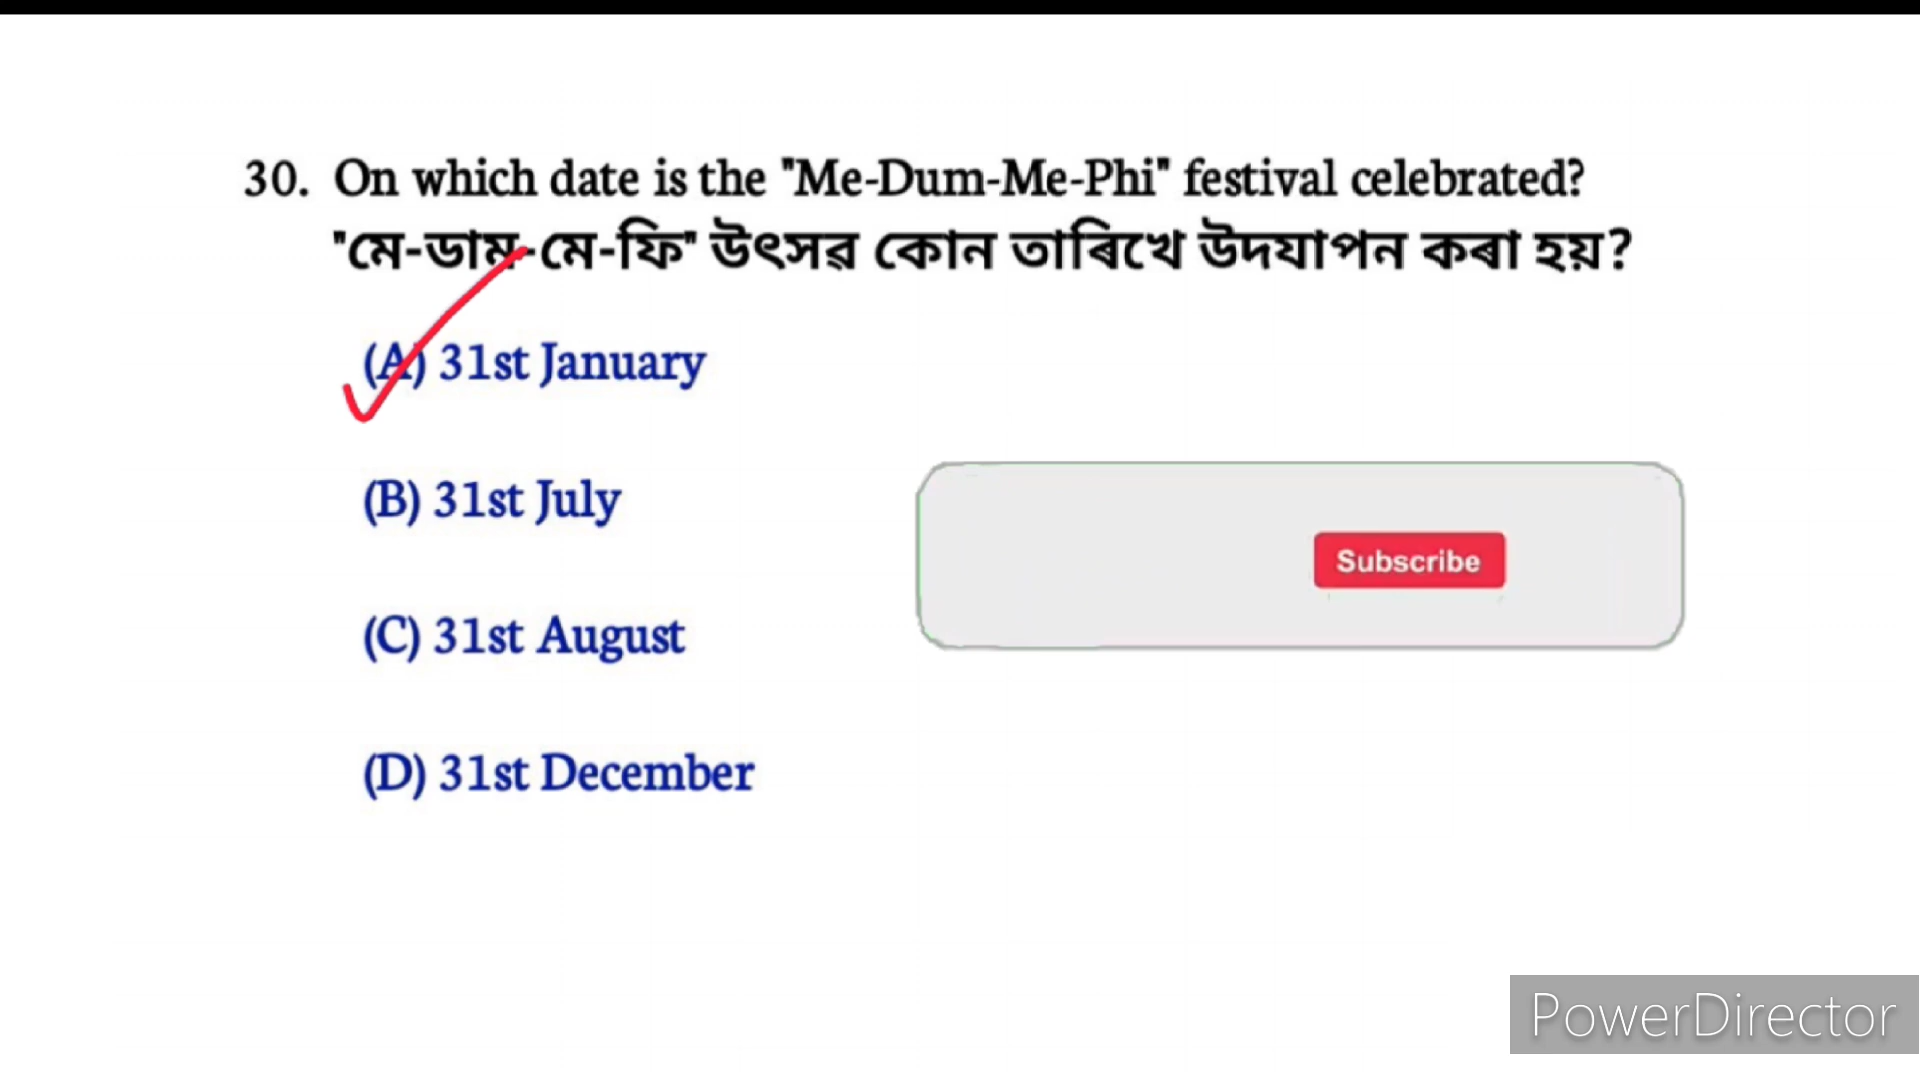 30. On which date is the "Me-Dum-Me-Phi" festival celebrated?
"মে-ডাম-মে-ফি" উৎসৱ কোন তাৰিখে উদযাপন কৰা হয়?
(A) 31st January
(B) 31st July
(C) 31st August
(D) 31st December
Subscribe
PowerDirector